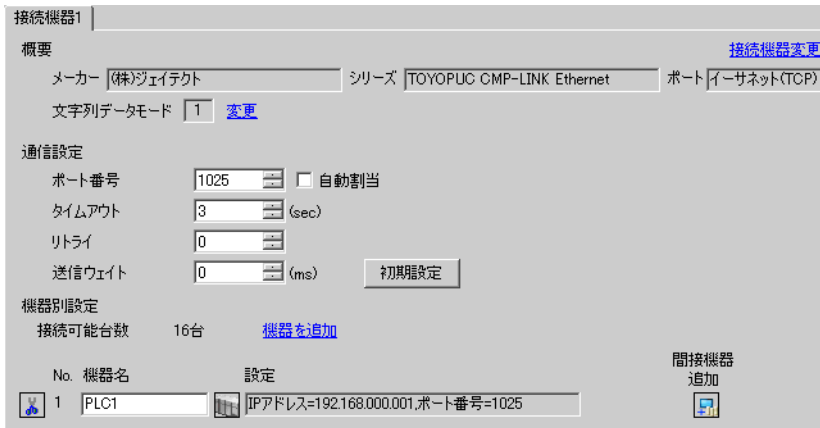 接続機器1
概要 接続機器変更
メーカー (株)ジェイテクト シリーズ TOYOPUC CMP-LINK Ethernet ポート イーサネット(TCP)
文字列データモード 1 変更
通信設定
ポート番号 1025 自動割当
タイムアウト 3 (sec)
リトライ 0
送信ウェイト 0 (ms) 初期設定
機器別設定
接続可能台数 16台 機器を追加
間接機器
No. 機器名 設定 追加
1 PLC1 IPアドレス=192.168.000.001,ポート番号=1025